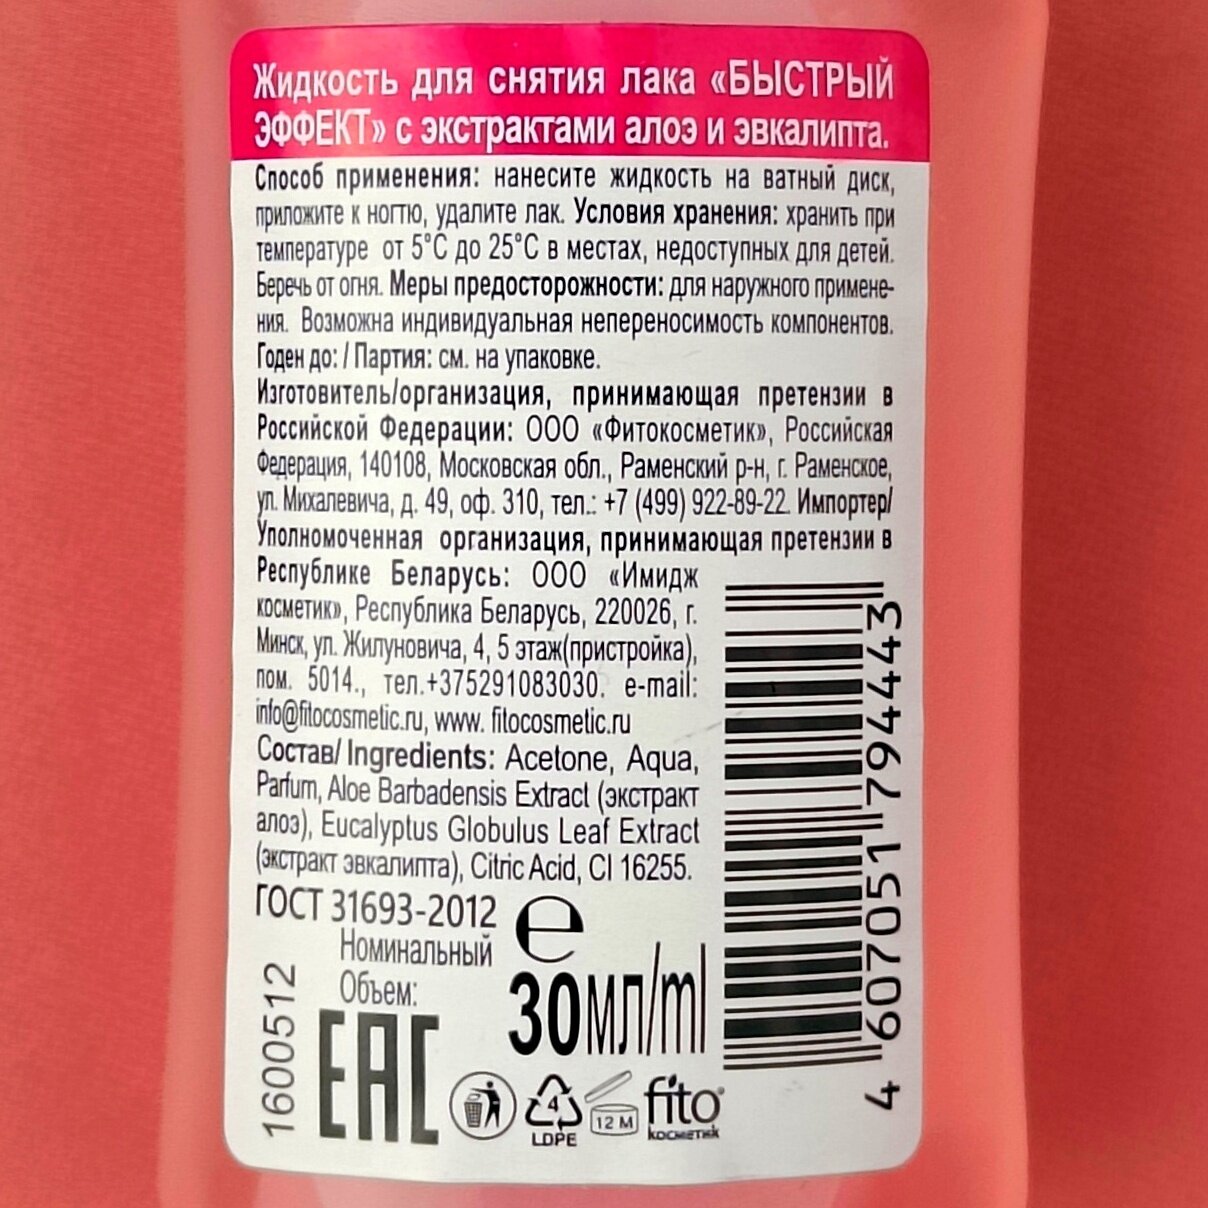 Жидкость для снятия лака «БЫСТРЫЙ
ЭФФЕКТ» с экстрактами алоэ и эвкалипта.
Способ применения: нанесите жидкость на ватный диск,
приложите к ногтю, удалите лак. Условия хранения: хранить при
температуре от 5°C до 25°C в местах, недоступных для детей.
Беречь от огня. Меры предосторожности: для наружного примене-
ния. Возможна индивидуальная непереносимость компонентов.
Годен до: / Партия: см. на упаковке.
Изготовитель/организация, принимающая претензии в
Российской Федерации: ООО «Фитокосметик», Российская
Федерация, 140108, Московская обл., Раменский р-н, г. Раменское,
ул. Михалевича, д. 49, оф. 310, тел.: +7 (499) 922-89-22. Импортер/
Уполномоченная организация, принимающая претензии в
Республике Беларусь: ООО «Имидж
косметик», Республика Беларусь, 220026, г.
Минск, ул. Жилуновича, 4, 5 этаж(пристройка),
пом. 5014., тел.+375291083030. e-mail:
info@fitocosmetic.ru, www. fitocosmetic.ru
Состав/ Ingredients: Acetone, Aqua,
Parfum, Aloe Barbadensis Extract (экстракт
алоэ), Eucalyptus Globulus Leaf Extract
(экстракт эвкалипта), Citric Acid, CI 16255.
ГОСТ 31693-2012 e
Номинальный
Объем:
30мл/ml
1600512
EAC
4
LDPE
12 M
fito
косметик
4 607051 794443